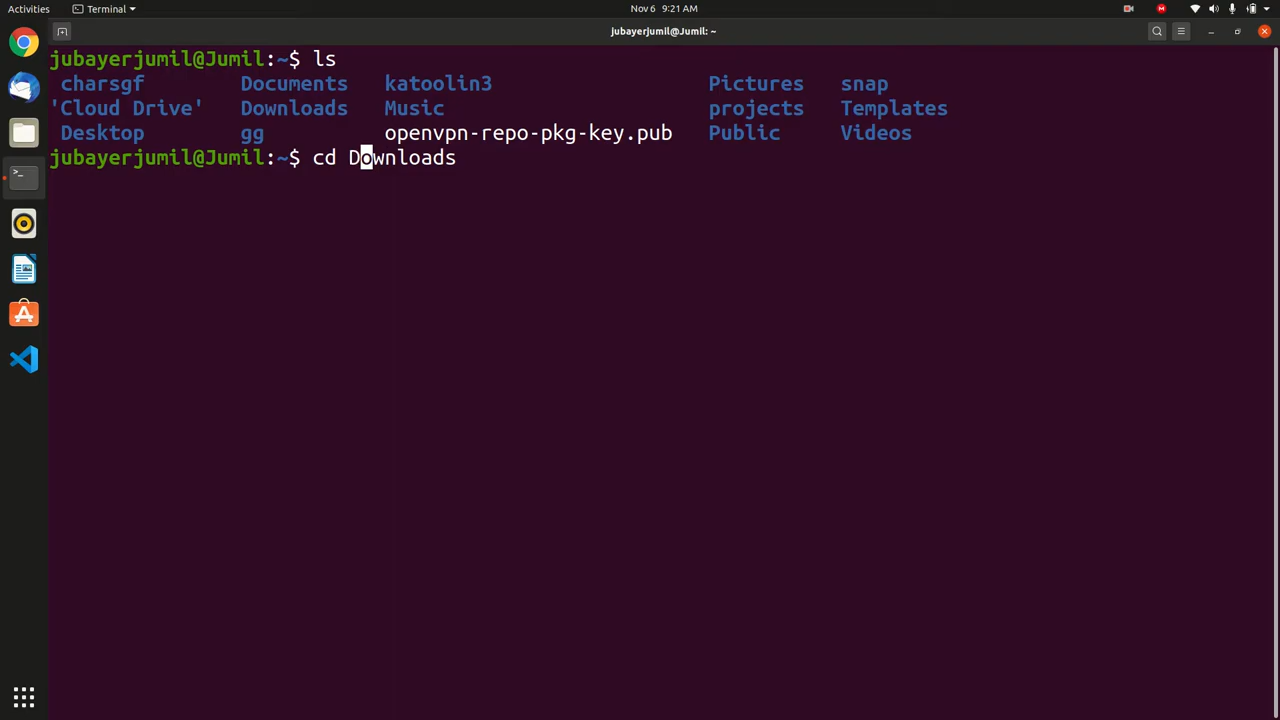 Activities Terminal Nov 6 9:21 AM
jubayerjumil@Jumil: ~
jubayerjumil@Jumil:~$ ls
charsgf Documents katoolin3 Pictures snap
'Cloud Drive' Downloads Music projects Templates
Desktop gg openvpn-repo-pkg-key.pub Public Videos
jubayerjumil@Jumil:~$ cd Downloads